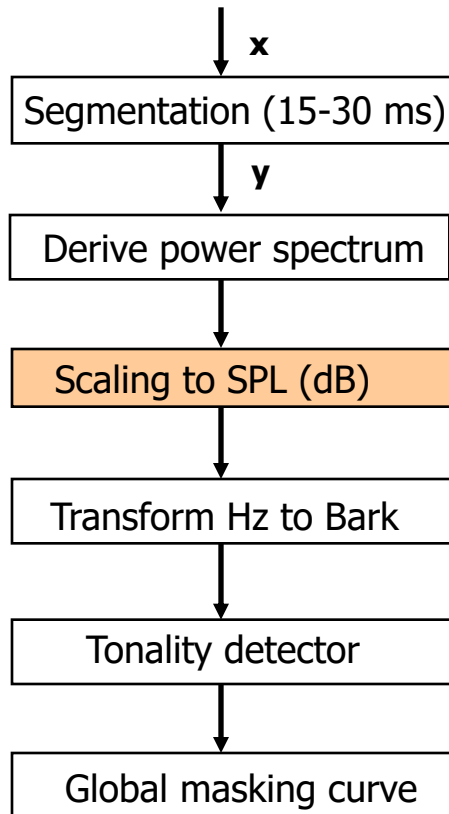 x
Segmentation (15-30 ms)
y
Derive power spectrum
Scaling to SPL (dB)
Transform Hz to Bark
Tonality detector
Global masking curve